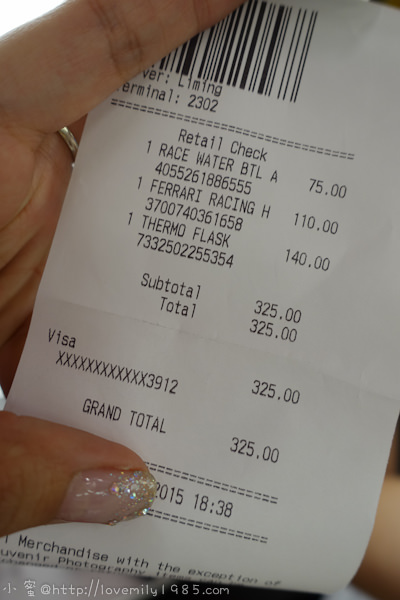 ver: Liming
erminal: 2302
Retail Check
1 RACE WATER BTL A 75.00
4055261886555
1 FERRARI RACING H 110.00
3700740361658
1 THERMO FLASK 140.00
7332502255354
Subtotal 325.00
Total 325.00
Visa
XXXXXXXXXXXX3912 325.00
GRAND TOTAL 325.00
2015 18:38
Merchandise with the exception of
uvenir Photography
小蜜@http://lovemily1985.com